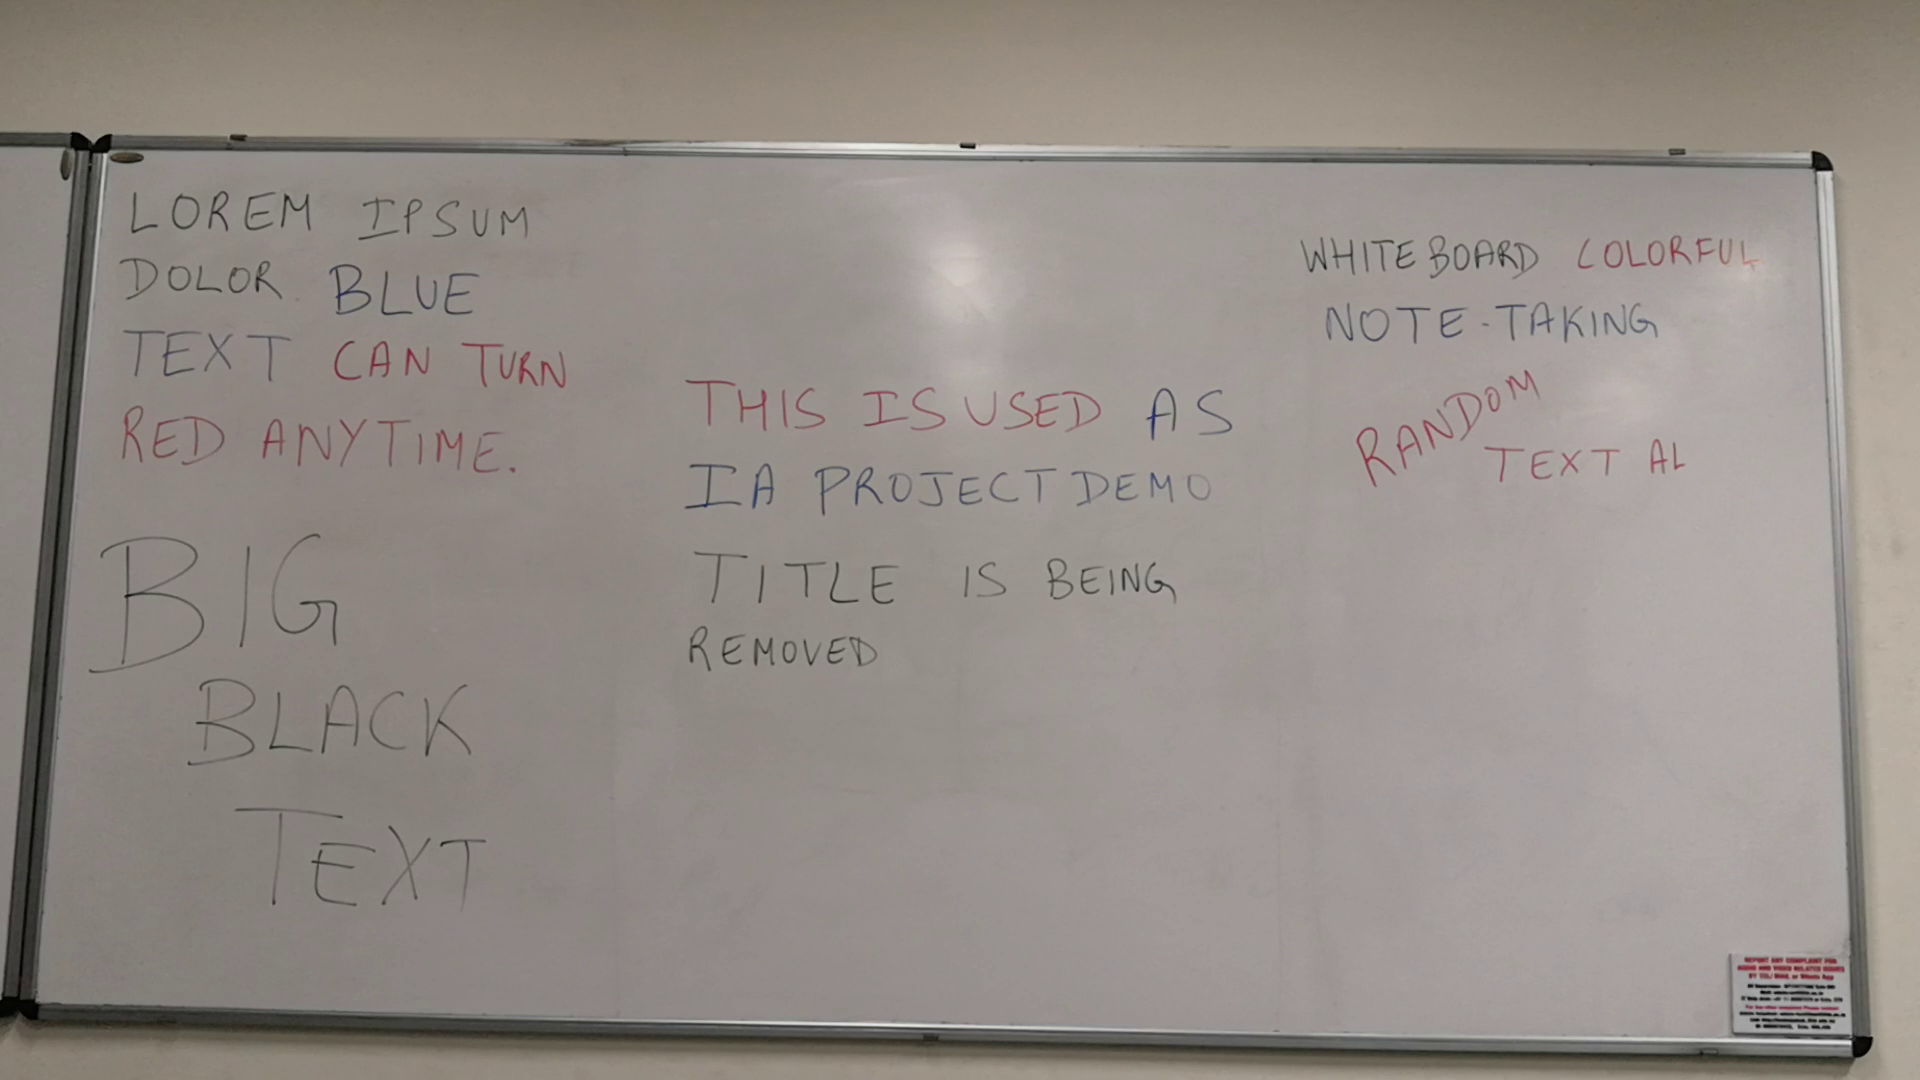 LOREM IPSUM
DOLOR BLUE
TEXT CAN TURN
RED ANYTIME.
BIG
BLACK
TEXT
THIS IS USED AS
IA PROJECT DEMO
TITLE IS BEING
REMOVED
WHITEBOARD COLORFUL
NOTE-TAKING
RANDOM
TEXT AL
REPORT ANY COMPLAINT FOR
AUDIO AND VIDEO RELATED ISSUES